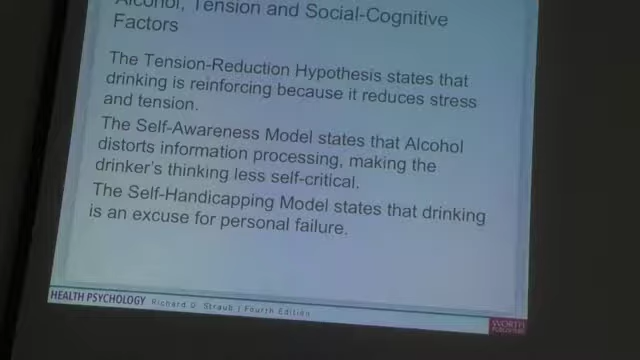 Alcohol, Tension and Social-Cognitive
Factors
The Tension-Reduction Hypothesis states that
drinking is reinforcing because it reduces stress
and tension.
The Self-Awareness Model states that Alcohol
distorts information processing, making the
drinker's thinking less self-critical.
The Self-Handicapping Model states that drinking
is an excuse for personal failure.
HEALTH PSYCHOLOGY Richard O. Straub | Fourth Edition
WORTH